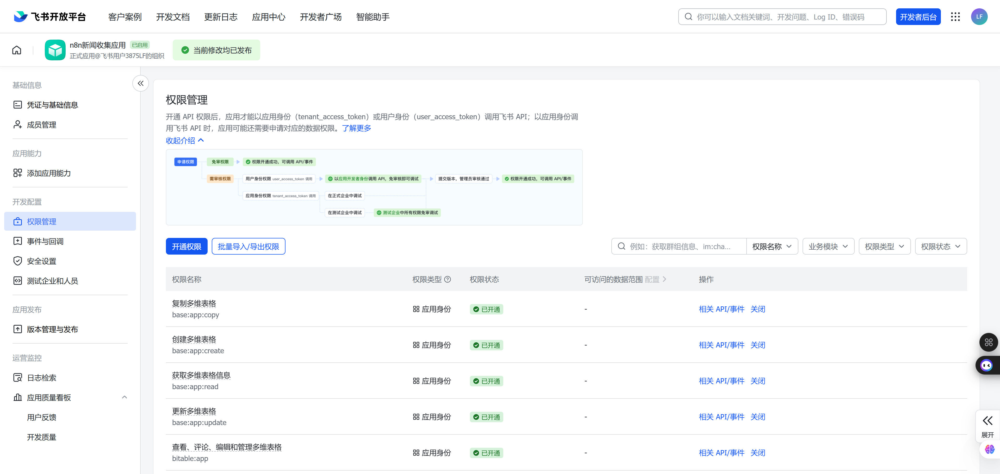 飞书开放平台
客户案例
开发文档
更新日志
应用中心
开发者广场
智能助手
你可以输入文档关键词、开发问题、Log ID、错误码
开发者后台
LF
n8n新闻收集应用
已启用
正式应用@飞书用户3875LF的组织
当前修改均已发布
基础信息
凭证与基础信息
成员管理
应用能力
添加应用能力
开发配置
权限管理
事件与回调
安全设置
测试企业和人员
应用发布
版本管理与发布
运营监控
日志检索
应用质量看板
用户反馈
开发质量
权限管理
开通 API 权限后，应用才能以应用身份（tenant_access_token）或用户身份（user_access_token）调用飞书 API；以应用身份调
用飞书 API 时，应用可能还需要申请对应的数据权限。了解更多
收起介绍
申请权限
免审权限
权限开通成功，可调用 API/事件
需审核权限
用户身份权限 user_access_token 调用
以应用开发者身份调用 API，免审核即可调试
提交版本，管理员审核通过
权限开通成功，可调用 API/事件
应用身份权限 tenant_access_token 调用
在正式企业中调试
在测试企业中调试
测试企业中所有权限免审调试
开通权限
批量导入/导出权限
例如：获取群组信息、im:cha...
权限名称
业务模块
权限类型
权限状态
权限名称
权限类型
权限状态
可访问的数据范围 配置
操作
复制多维表格
base:app:copy
应用身份
已开通
-
相关 API/事件
关闭
创建多维表格
base:app:create
应用身份
已开通
-
相关 API/事件
关闭
获取多维表格信息
base:app:read
应用身份
已开通
-
相关 API/事件
关闭
更新多维表格
base:app:update
应用身份
已开通
-
相关 API/事件
关闭
查看、评论、编辑和管理多维表格
bitable:app
应用身份
已开通
-
相关 API/事件
关闭
展开